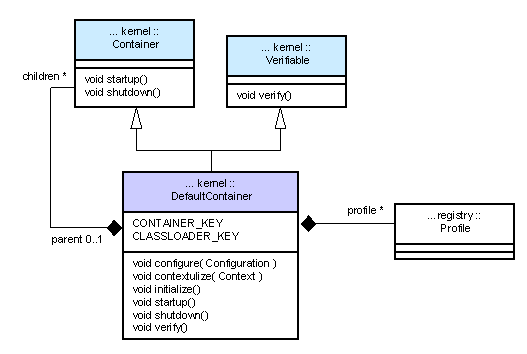 ... kernel ::
Container
void startup()
void shutdown()
... kernel ::
Verifiable
void verify()
children *
... kernel ::
DefaultContainer
CONTAINER_KEY
CLASSLOADER_KEY
void configure( Configuration )
void contextulize( Context )
void initialize()
void startup()
void shutdown()
void verify()
parent 0..1
profile *
...registry ::
Profile